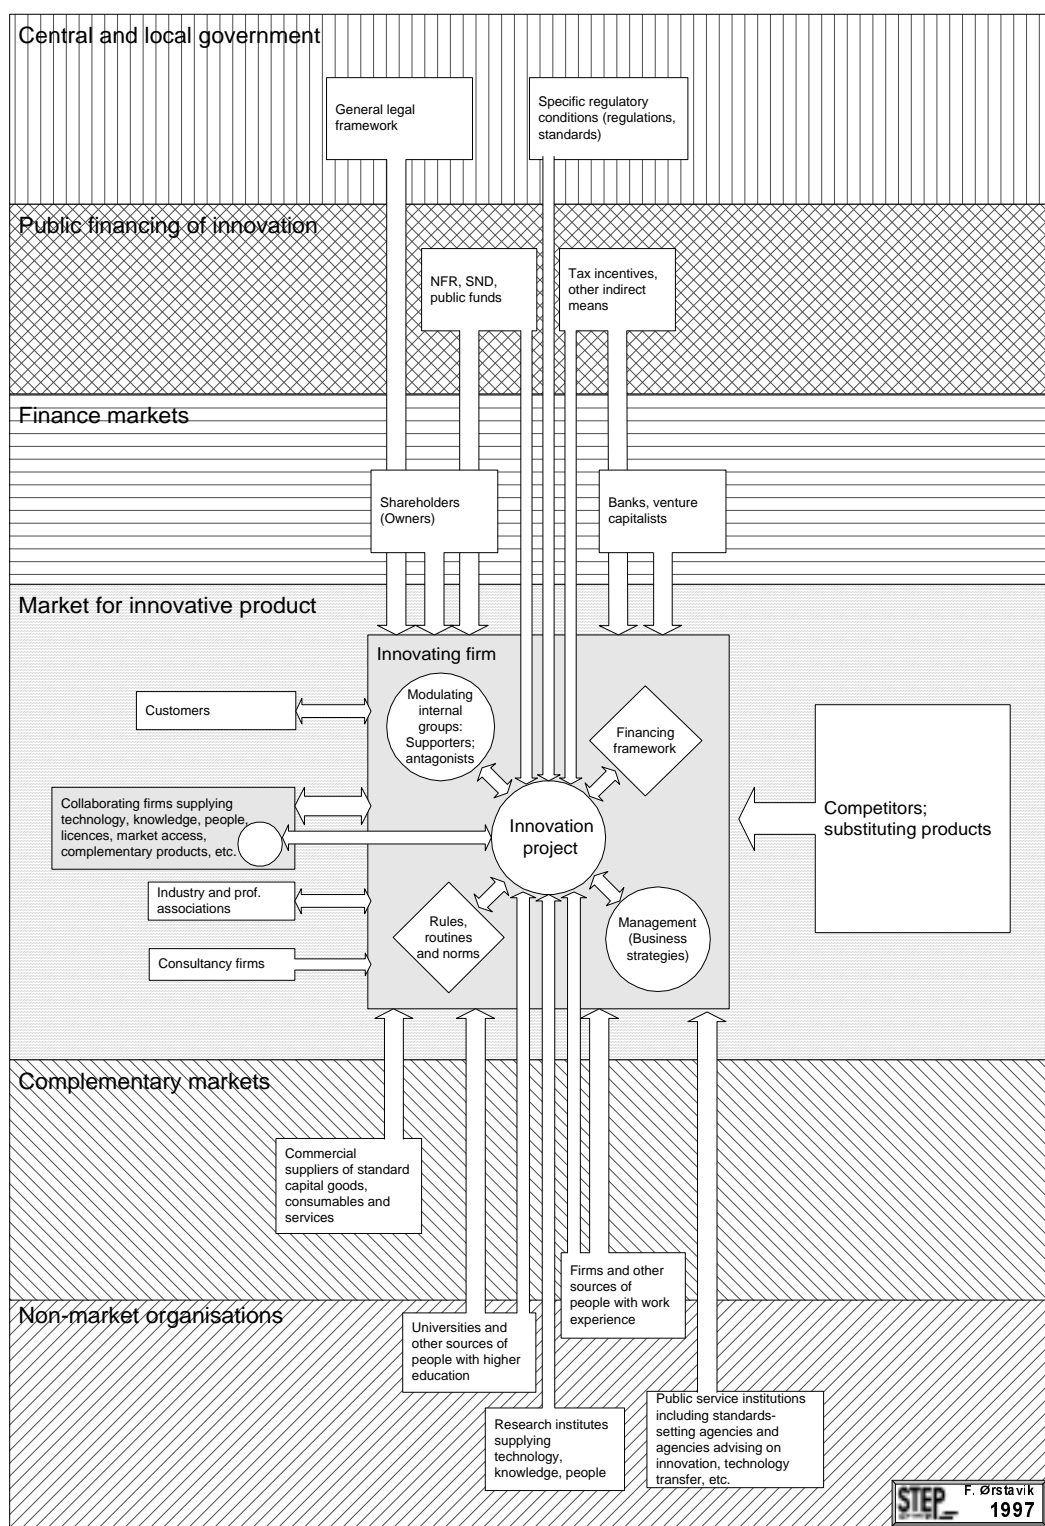 Central and local government
General legal
framework
Specific regulatory
conditions (regulations,
standards)
Public financing of innovation
NFR, SND,
public funds
Tax incentives,
other indirect
means
Finance markets
Shareholders
(Owners)
Banks, venture
capitalists
Market for innovative product
Innovating firm
Modulating
internal
groups:
Supporters;
antagonists
Financing
framework
Customers
Collaborating firms supplying
technology, knowledge, people,
licences, market access,
complementary products, etc.
Innovation
project
Competitors;
substituting products
Industry and prof.
associations
Rules,
routines
and norms
Management
(Business
strategies)
Consultancy firms
Complementary markets
Commercial
suppliers of standard
capital goods,
consumables and
services
Firms and other
sources of
people with work
experience
Non-market organisations
Universities and
other sources of
people with higher
education
Research institutes
supplying
technology,
knowledge, people
Public service institutions
including standards-
setting agencies and
agencies advising on
innovation, technology
transfer, etc.
STEP
F. Ørstavik
1997